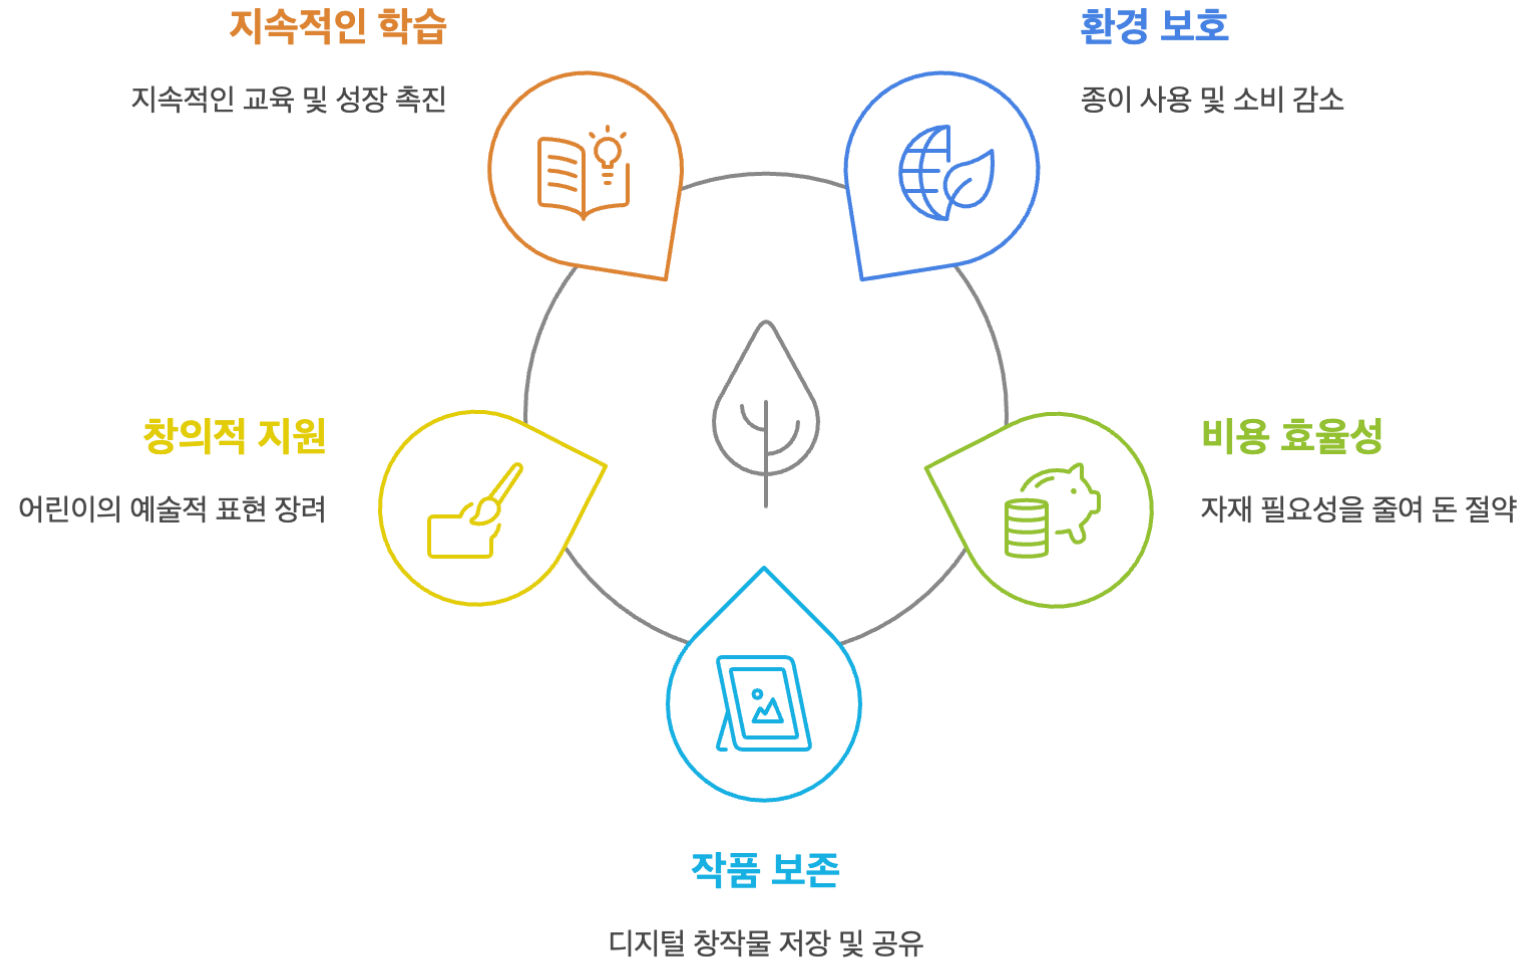 지속적인 학습
지속적인 교육 및 성장 촉진
환경 보호
종이 사용 및 소비 감소
창의적 지원
어린이의 예술적 표현 장려
비용 효율성
자재 필요성을 줄여 돈 절약
작품 보존
디지털 창작물 저장 및 공유